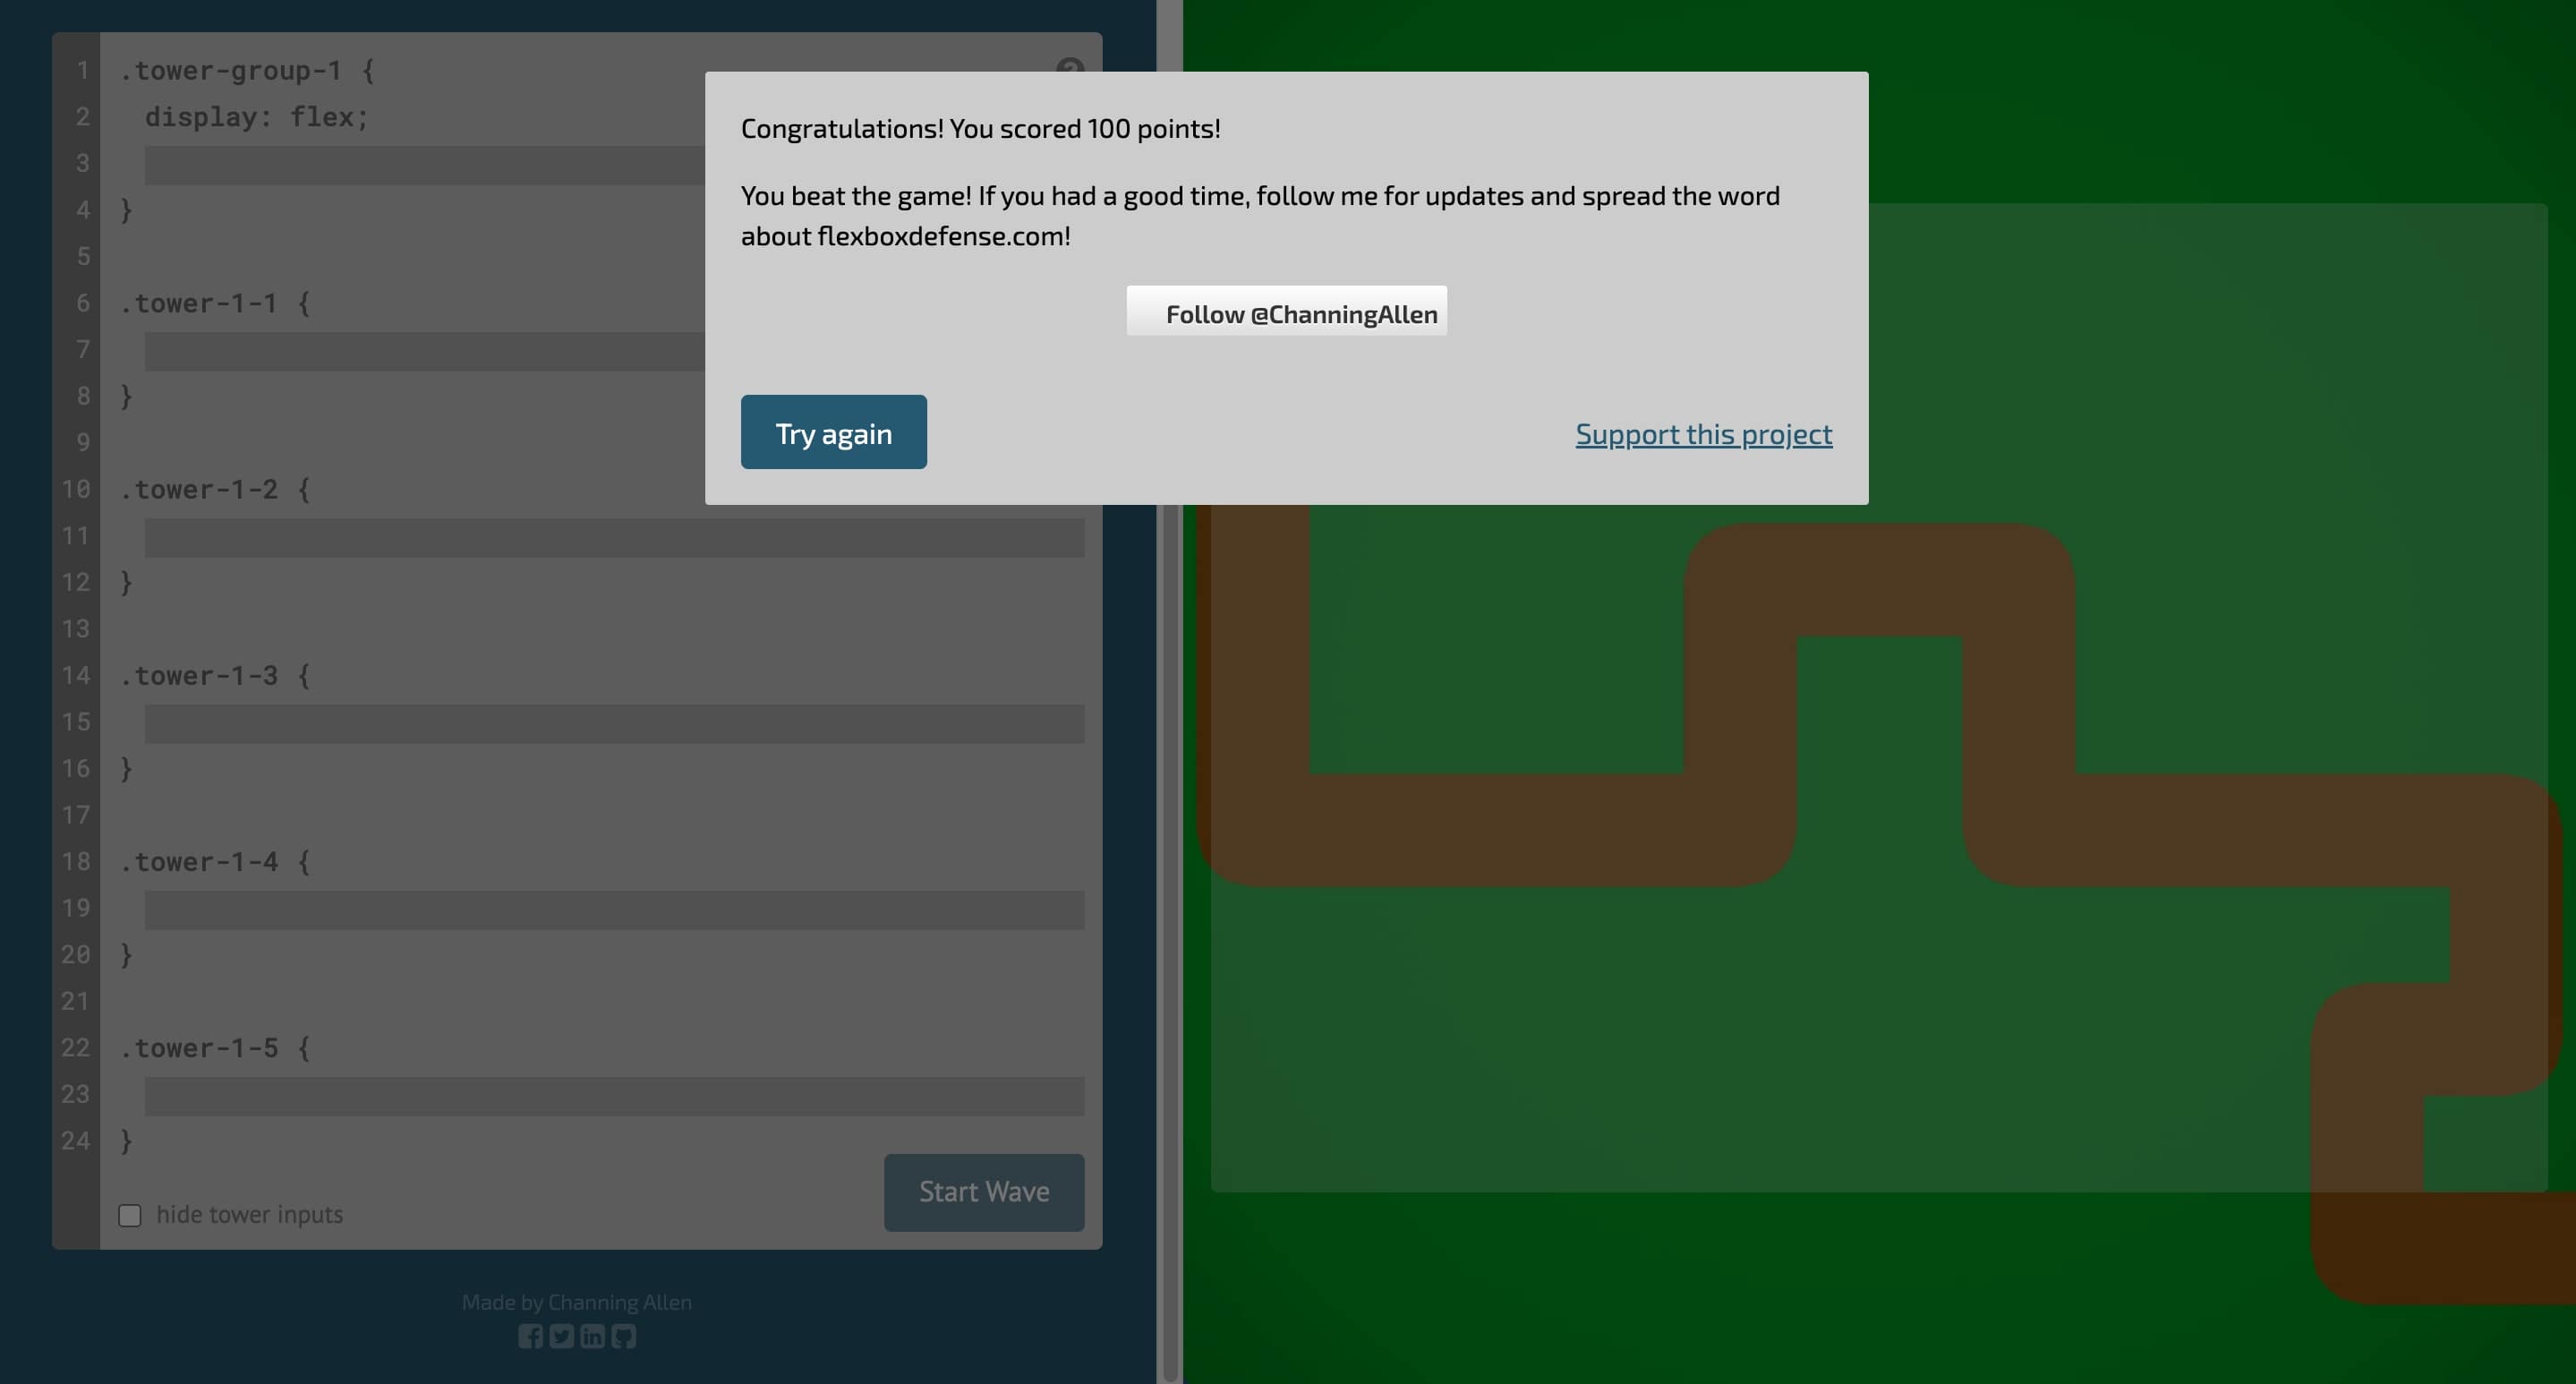 1 .tower-group-1 {
2 display: flex;
3
4 }
5
6 .tower-1-1 {
7
8 }
9
10 .tower-1-2 {
11
12 }
13
14 .tower-1-3 {
15
16 }
17
18 .tower-1-4 {
19
20 }
21
22 .tower-1-5 {
23
24 }
hide tower inputs
Start Wave
Made by Channing Allen
Congratulations! You scored 100 points!
You beat the game! If you had a good time, follow me for updates and spread the word
about flexboxdefense.com!
Follow @ChanningAllen
Try again
Support this project